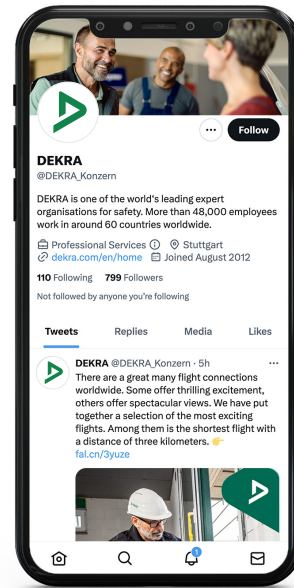 Follow
DEKRA
@DEKRA_Konzern
DEKRA is one of the world's leading expert
organisations for safety. More than 48,000 employees
work in around 60 countries worldwide.
Professional Services Stuttgart
dekra.com/en/home Joined August 2012
110 Following 799 Followers
Not followed by anyone you're following
Tweets Replies Media Likes
DEKRA @DEKRA_Konzern · 5h
There are a great many flight connections
worldwide. Some offer thrilling excitement,
others offer spectacular views. We have put
together a selection of the most exciting
flights. Among them is the shortest flight with
a distance of three kilometers. 👉
fal.cn/3yuze
1